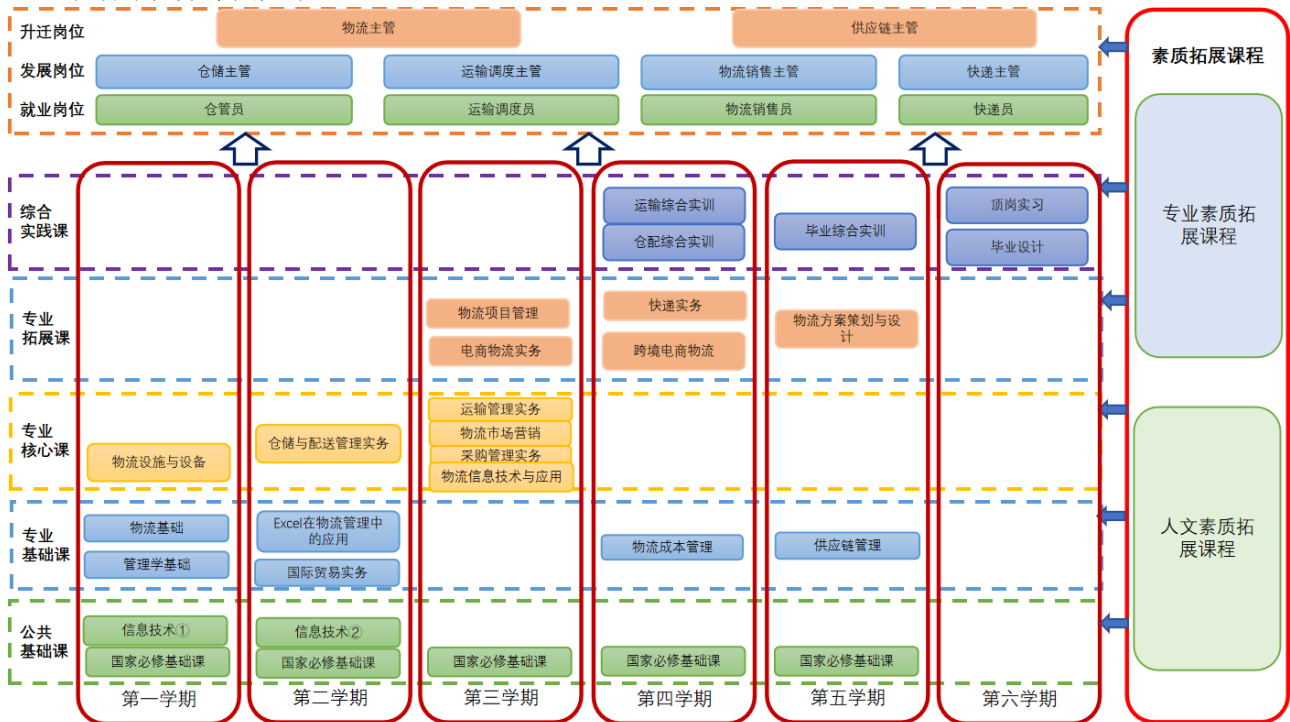 升迁岗位
物流主管
供应链主管
发展岗位
仓储主管
运输调度主管
物流销售主管
快递主管
就业岗位
仓管员
运输调度员
物流销售员
快递员
综合
实践课
运输综合实训
仓配综合实训
毕业综合实训
顶岗实习
毕业设计
专业
拓展课
物流项目管理
电商物流实务
快递实务
跨境电商物流
物流方案策划与设
计
专业
核心课
物流设施与设备
仓储与配送管理实务
运输管理实务
物流市场营销
采购管理实务
物流信息技术与应用
专业
基础课
物流基础
管理学基础
Excel在物流管理中
的应用
国际贸易实务
物流成本管理
供应链管理
公共
基础课
信息技术①
国家必修基础课
信息技术②
国家必修基础课
国家必修基础课
国家必修基础课
国家必修基础课
第一学期
第二学期
第三学期
第四学期
第五学期
第六学期
素质拓展课程
专业素质拓
展课程
人文素质拓
展课程